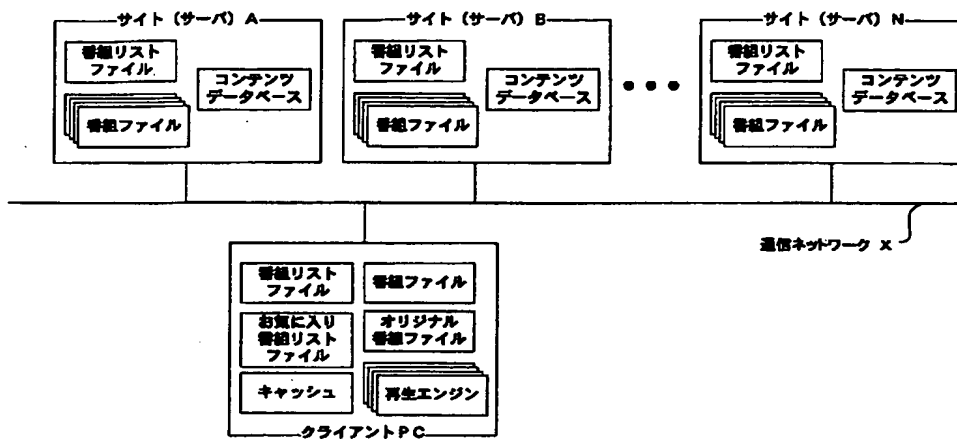 サイト（サーバ）A
番組リスト
ファイル
コンテンツ
データベース
番組ファイル
サイト（サーバ）B
番組リスト
ファイル
コンテンツ
データベース
番組ファイル
サイト（サーバ）N
番組リスト
ファイル
コンテンツ
データベース
番組ファイル
通信ネットワーク X
番組リスト
ファイル
番組ファイル
お気に入り
番組リスト
ファイル
オリジナル
番組ファイル
キャッシュ
再生エンジン
クライアントPC